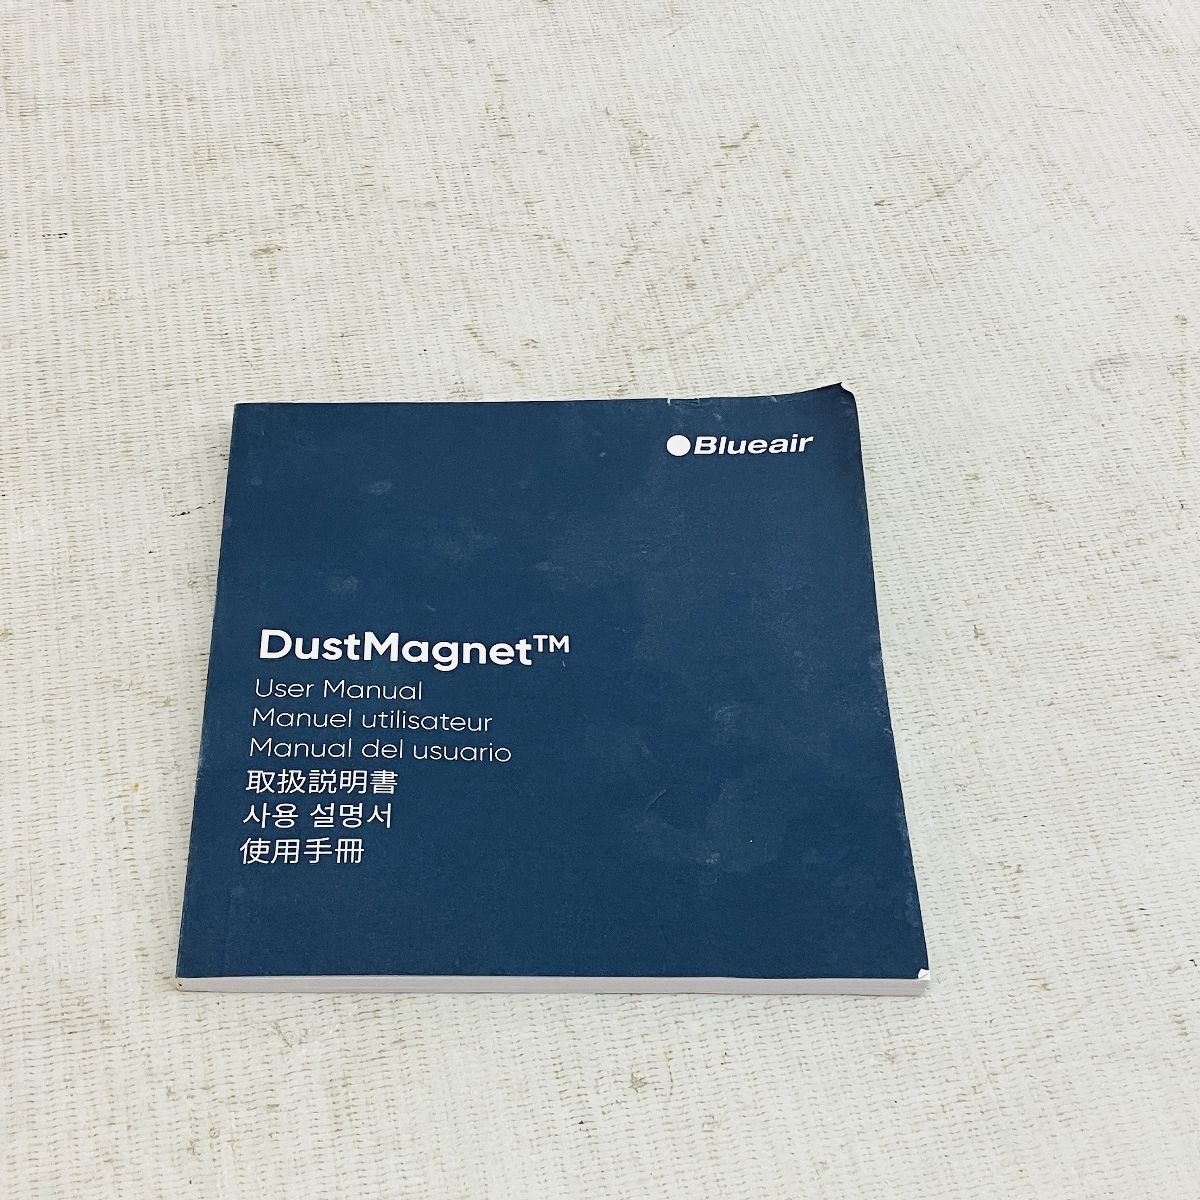 Blueair
DustMagnet™
User Manual
Manuel utilisateur
Manual del usuario
取扱説明書
사용 설명서
使用手冊